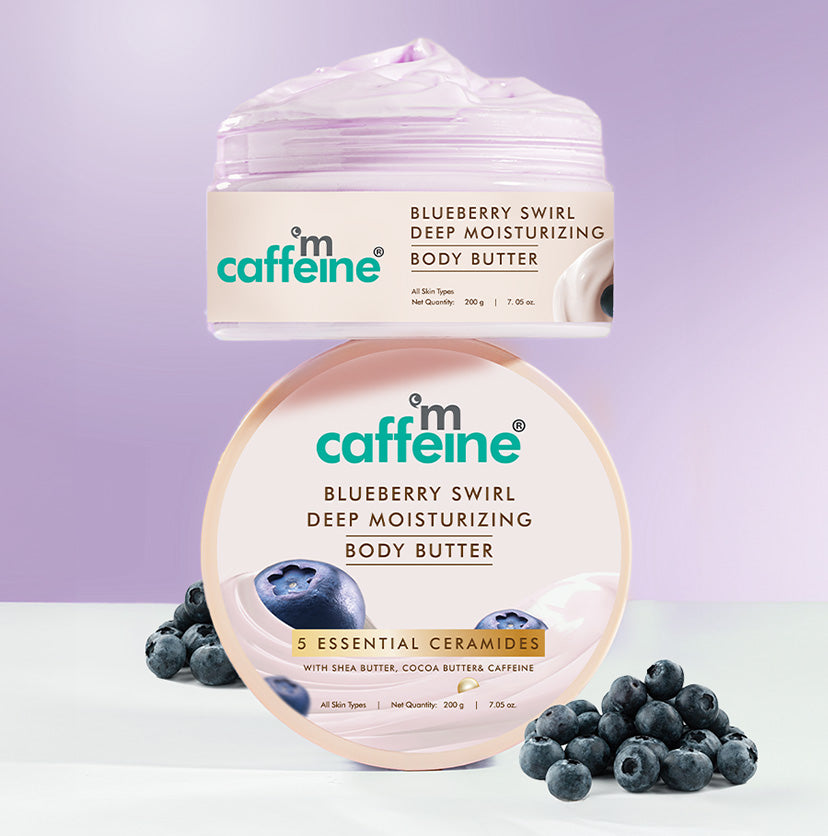 'm
caffeine®
BLUEBERRY SWIRL
DEEP MOISTURIZING
BODY BUTTER
All Skin Types
Net Quantity: 200 g | 7. 05 oz.
'm
caffeine®
BLUEBERRY SWIRL
DEEP MOISTURIZING
BODY BUTTER
5 ESSENTIAL CERAMIDES
WITH SHEA BUTTER, COCOA BUTTER& CAFFEINE
All Skin Types | Net Quantity: 200 g | 7.05 oz.